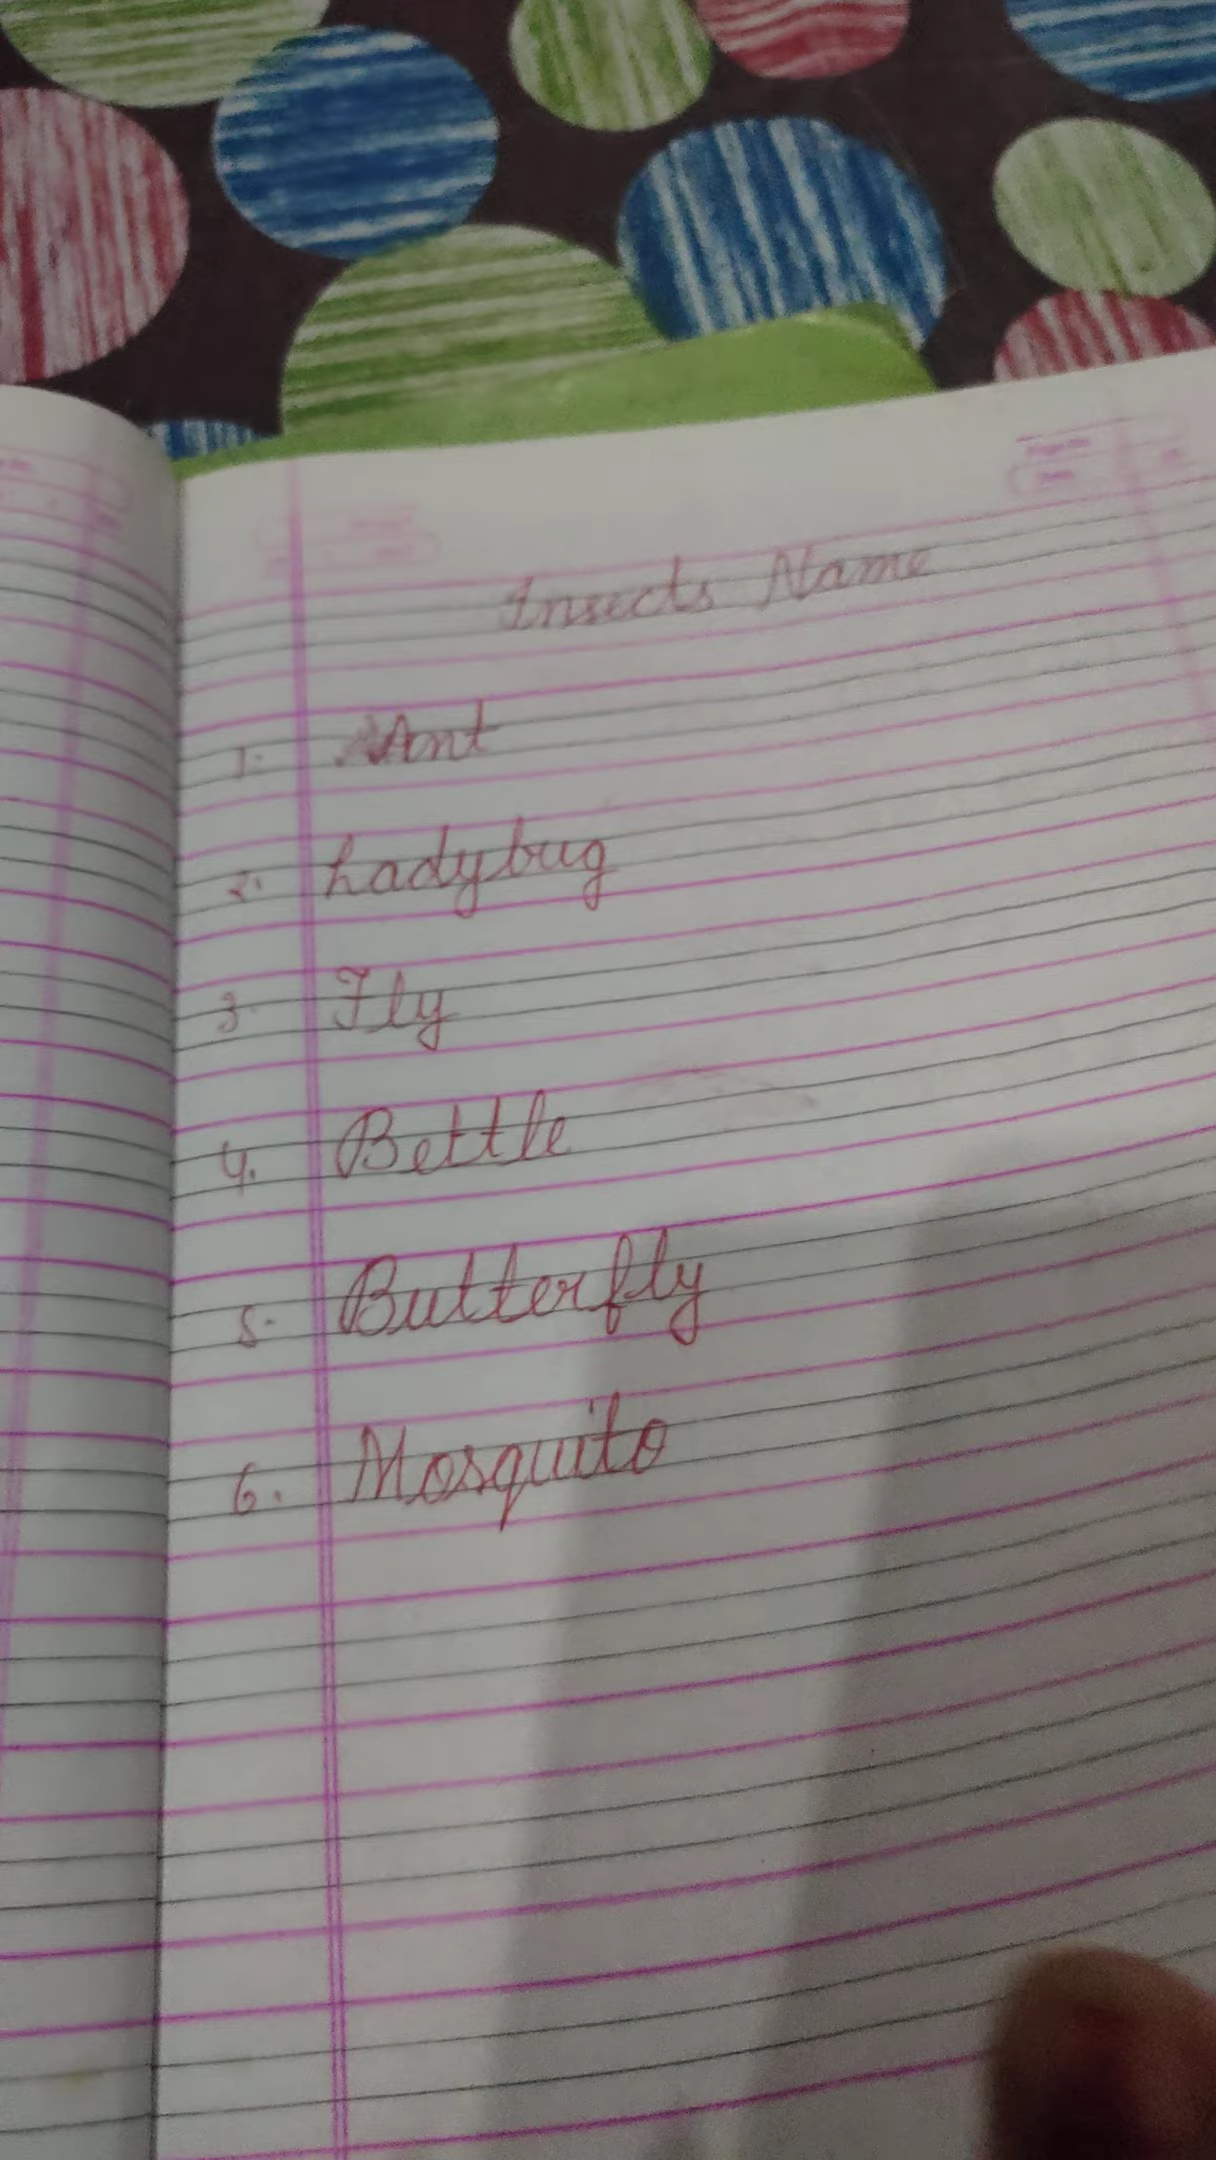 Insects Name
1. Ant
2. Ladybug
3. Fly
4. Bettle
5. Butterfly
6. Mosquito